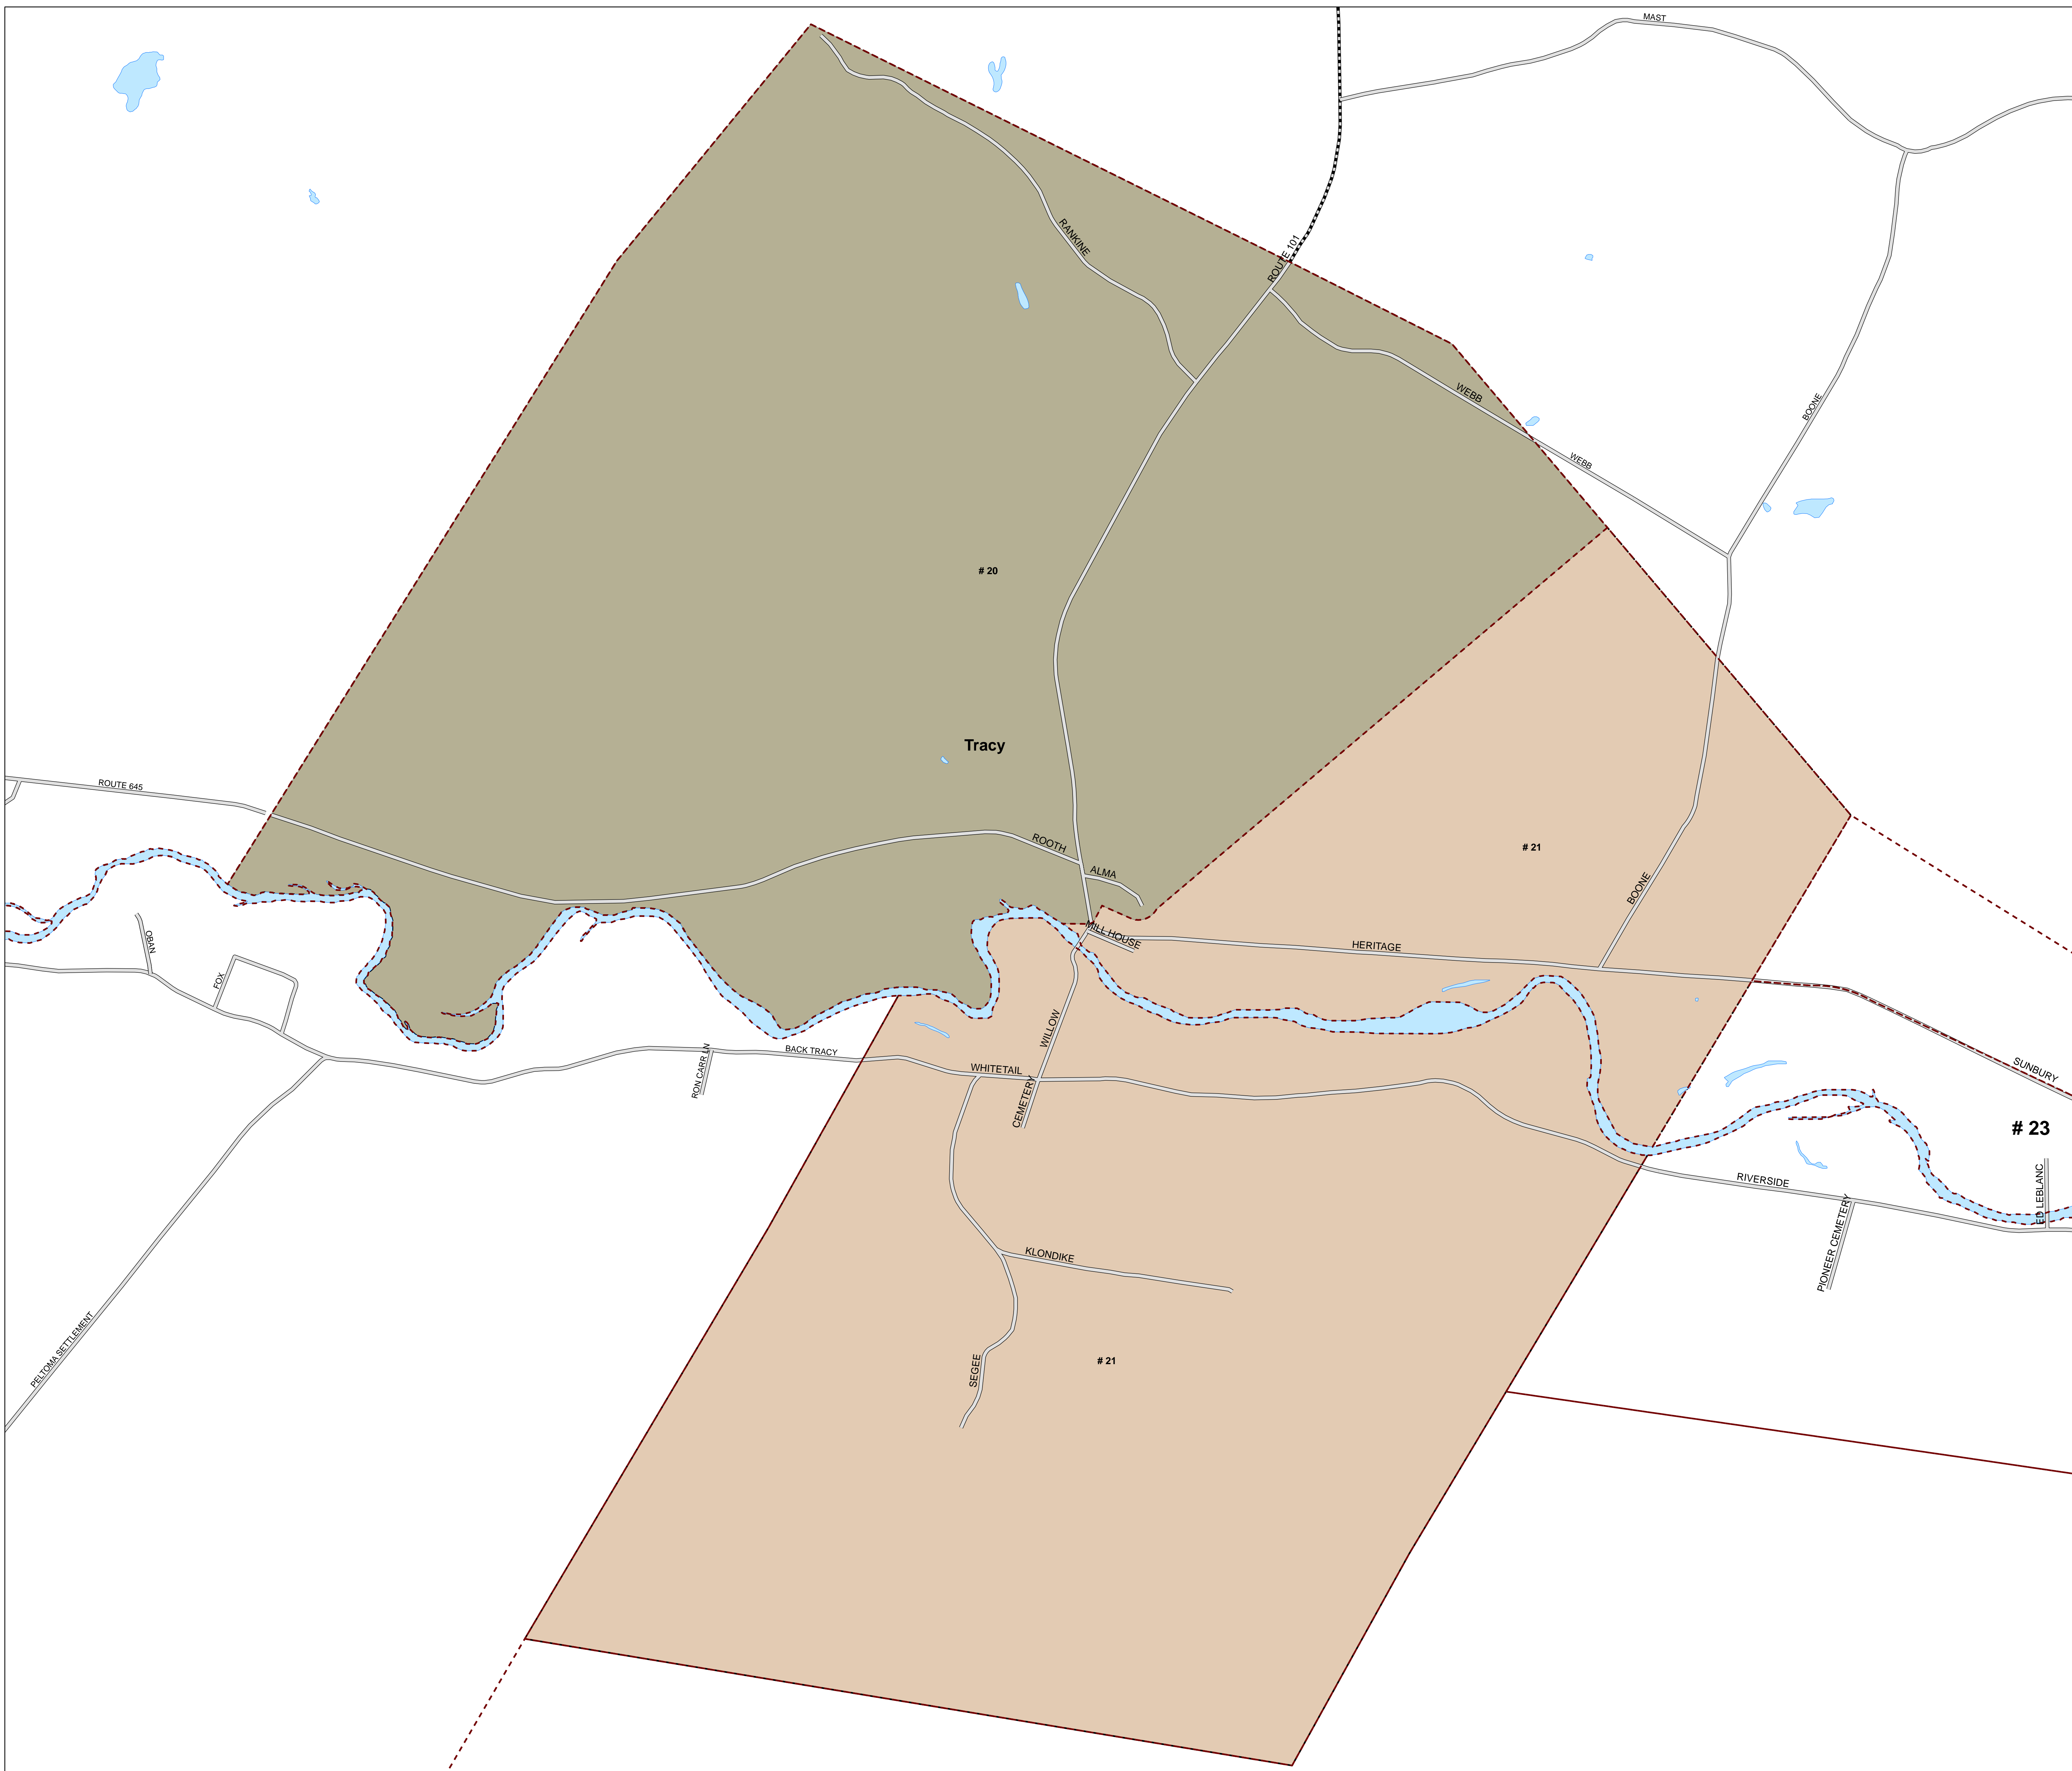 MAST
RANKINE
ROUTE 101
WEBB
BOONE
WEBB
# 20
Tracy
ROUTE 645
ROOTH
# 21
ALMA
BOONE
MILL HOUSE
OBAN
HERITAGE
FOX
WILLOW
BACK TRACY
RON CARR LN
WHITETAIL
SUNBURY
CEMETERY
# 23
RIVERSIDE
ED LEBLANC
PIONEER CEMETERY
KLONDIKE
PELTOMA SETTLEMENT
SEGEE
# 21